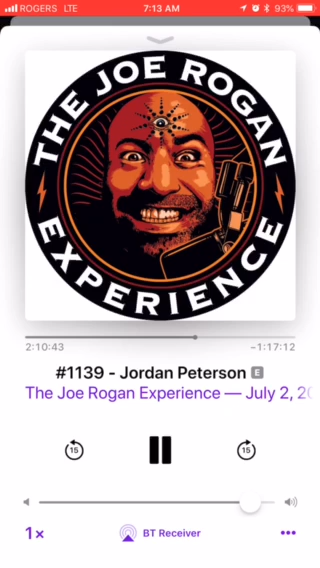 ROGERS LTE 7:13 AM 93%
THE JOE ROGAN
EXPERIENCE
2:10:43 −1:17:12
#1139 - Jordan Peterson E
The Joe Rogan Experience — July 2, 20
15 15
1x BT Receiver